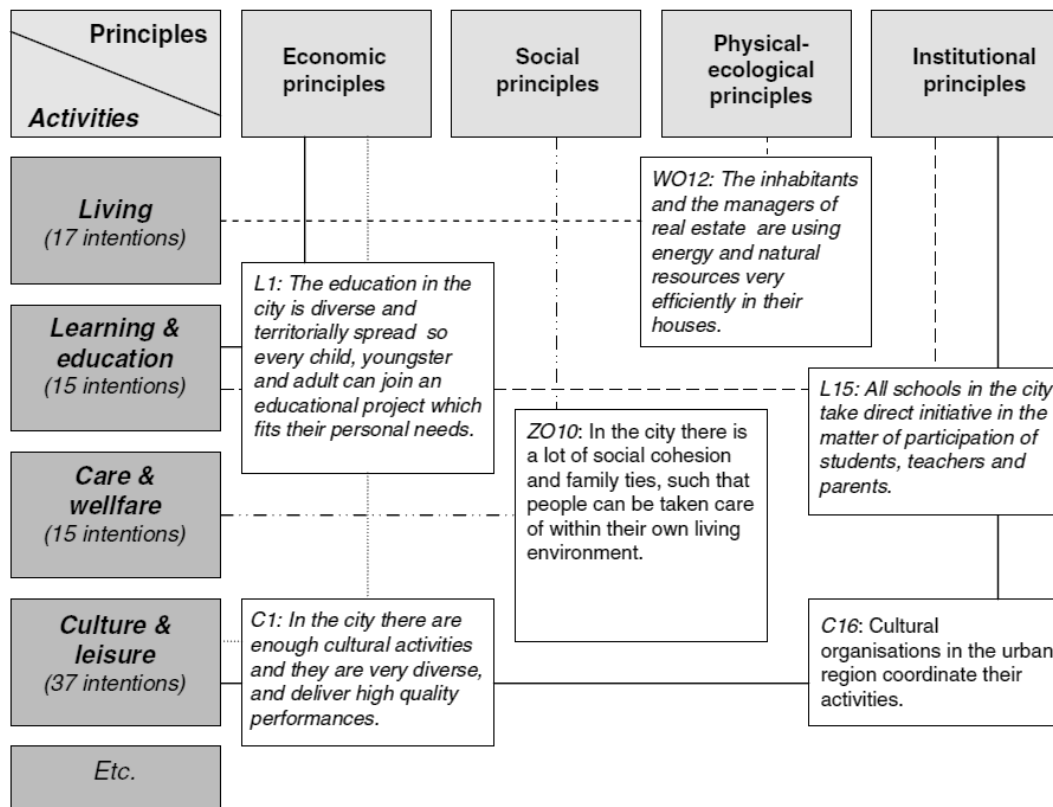 Principles
Activities
Economic
principles
Social
principles
Physical-
ecological
principles
Institutional
principles
Living
(17 intentions)
WO12: The inhabitants
and the managers of
real estate are using
energy and natural
resources very
efficiently in their
houses.
L1: The education in the
city is diverse and
territorially spread so
every child, youngster
and adult can join an
educational project which
fits their personal needs.
Learning &
education
(15 intentions)
L15: All schools in the city
take direct initiative in the
matter of participation of
students, teachers and
parents.
ZO10: In the city there is
a lot of social cohesion
and family ties, such that
people can be taken care
of within their own living
environment.
Care &
wellfare
(15 intentions)
Culture &
leisure
(37 intentions)
C1: In the city there are
enough cultural activities
and they are very diverse,
and deliver high quality
performances.
C16: Cultural
organisations in the urban
region coordinate their
activities.
Etc.